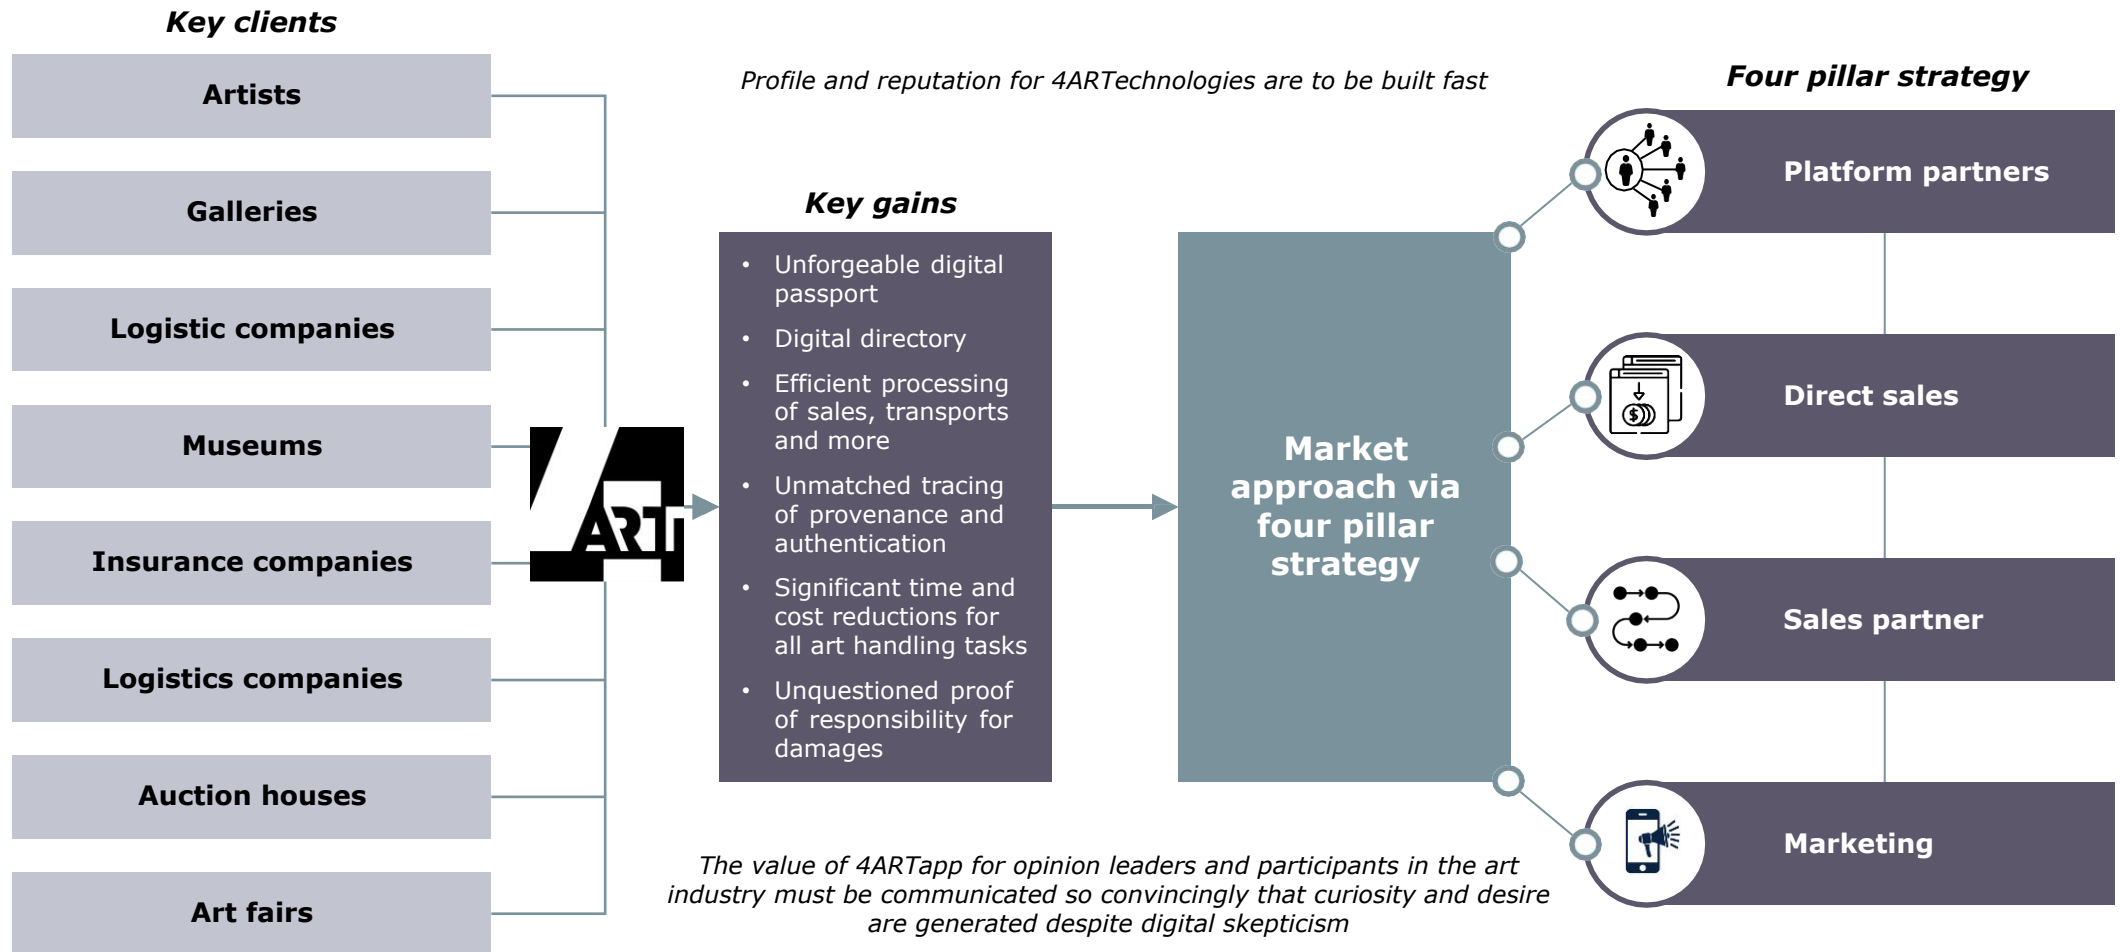 Key clients
Artists
Galleries
Logistic companies
Museums
Insurance companies
Logistics companies
Auction houses
Art fairs
4ART
Profile and reputation for 4ARTechnologies are to be built fast
Key gains
• Unforgeable digital
passport
• Digital directory
• Efficient processing
of sales, transports
and more
• Unmatched tracing
of provenance and
authentication
• Significant time and
cost reductions for
all art handling tasks
• Unquestioned proof
of responsibility for
damages
Market
approach via
four pillar
strategy
The value of 4ARTapp for opinion leaders and participants in the art
industry must be communicated so convincingly that curiosity and desire
are generated despite digital skepticism
Four pillar strategy
Platform partners
$
Direct sales
Sales partner
Marketing